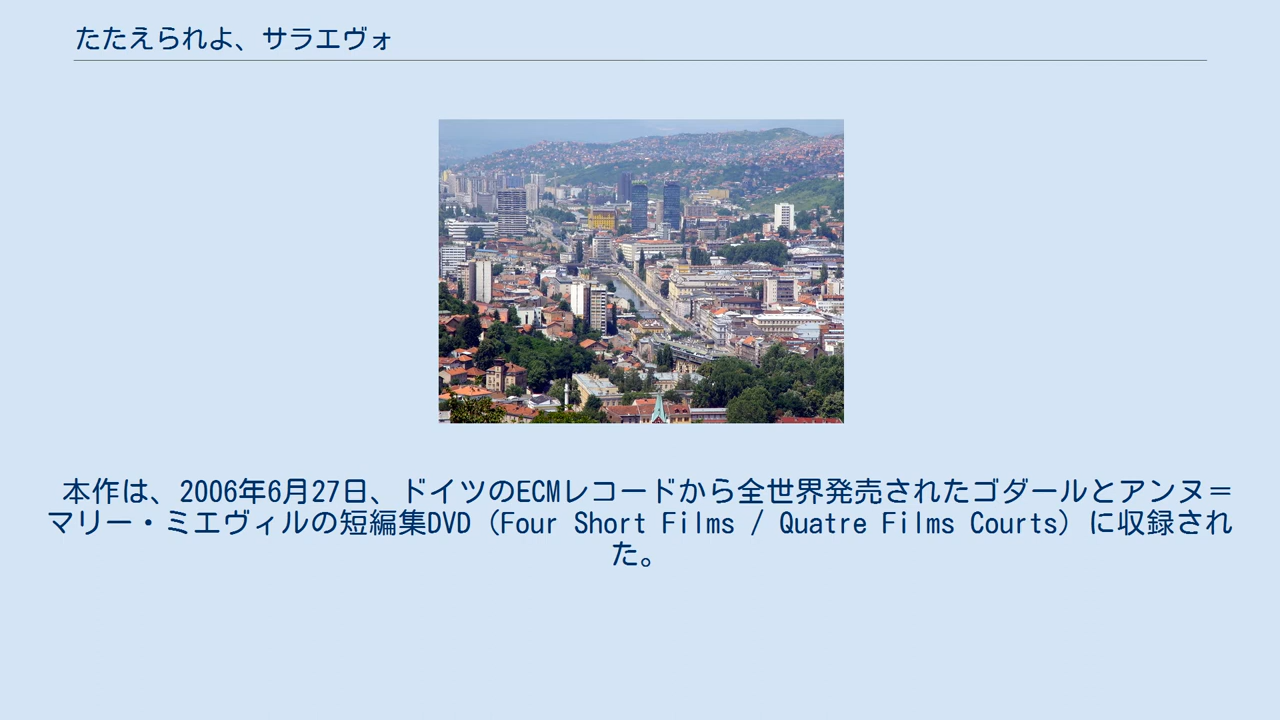 たたえられよ、サラエヴォ
本作は、2006年6月27日、ドイツのECMレコードから全世界発売されたゴダールとアンヌ＝
マリー・ミエヴィルの短編集DVD（Four Short Films / Quatre Films Courts）に収録され
た。